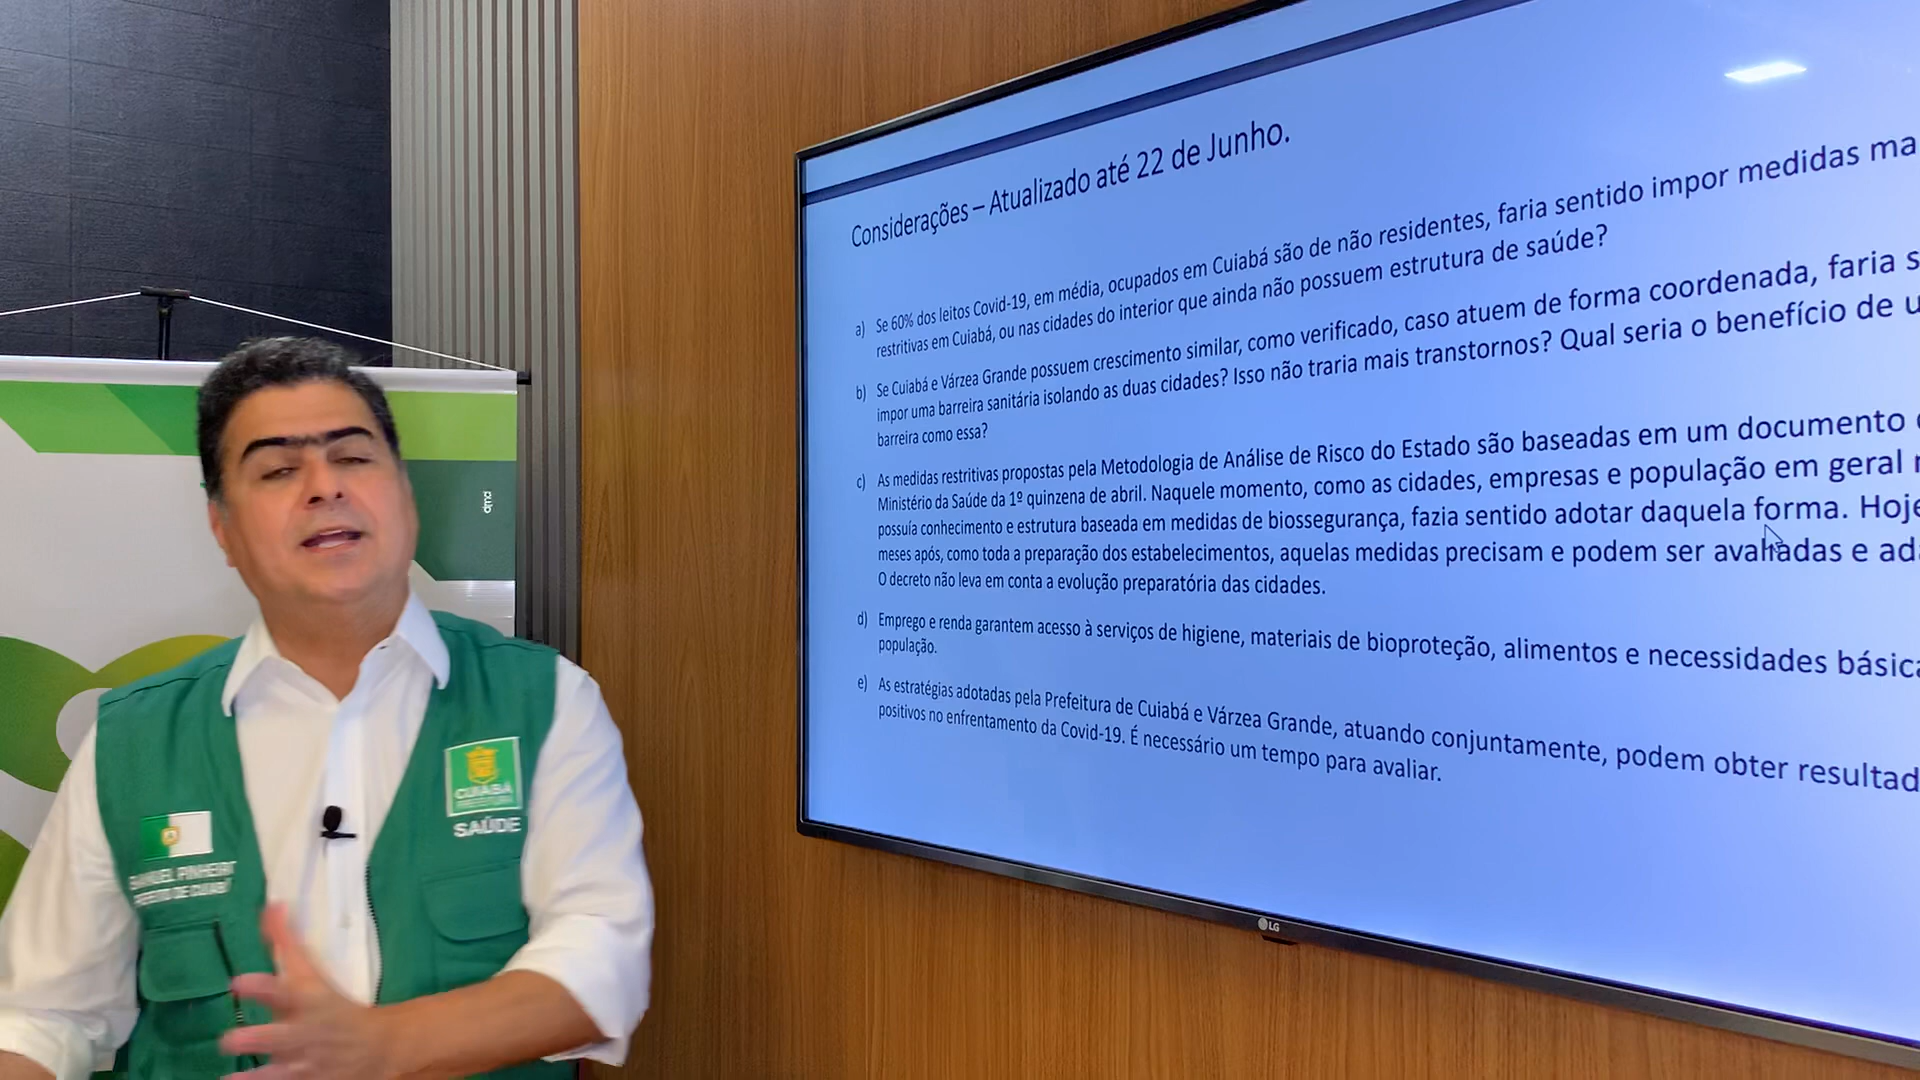 Considerações – Atualizado até 22 de Junho.
a) Se 60% dos leitos Covid-19, em média, ocupados em Cuiabá são de não residentes, faria sentido impor medidas ma
restritivas em Cuiabá, ou nas cidades do interior que ainda não possuem estrutura de saúde?
b) Se Cuiabá e Várzea Grande possuem crescimento similar, como verificado, caso atuem de forma coordenada, faria s
impor uma barreira sanitária isolando as duas cidades? Isso não traria mais transtornos? Qual seria o benefício de u
barreira como essa?
c) As medidas restritivas propostas pela Metodologia de Análise de Risco do Estado são baseadas em um documento
Ministério da Saúde da 1º quinzena de abril. Naquele momento, como as cidades, empresas e população em geral
possuía conhecimento e estrutura baseada em medidas de biossegurança, fazia sentido adotar daquela forma. Hoje
meses após, como toda a preparação dos estabelecimentos, aquelas medidas precisam e podem ser avaliadas e ad
O decreto não leva em conta a evolução preparatória das cidades.
d) Emprego e renda garantem acesso à serviços de higiene, materiais de bioproteção, alimentos e necessidades básica
população.
e) As estratégias adotadas pela Prefeitura de Cuiabá e Várzea Grande, atuando conjuntamente, podem obter resultad
positivos no enfrentamento da Covid-19. É necessário um tempo para avaliar.
LG
CUIABÁ
PREFEITURA
SAÚDE
NUEL PINHEIRO
DE CUIABÁ